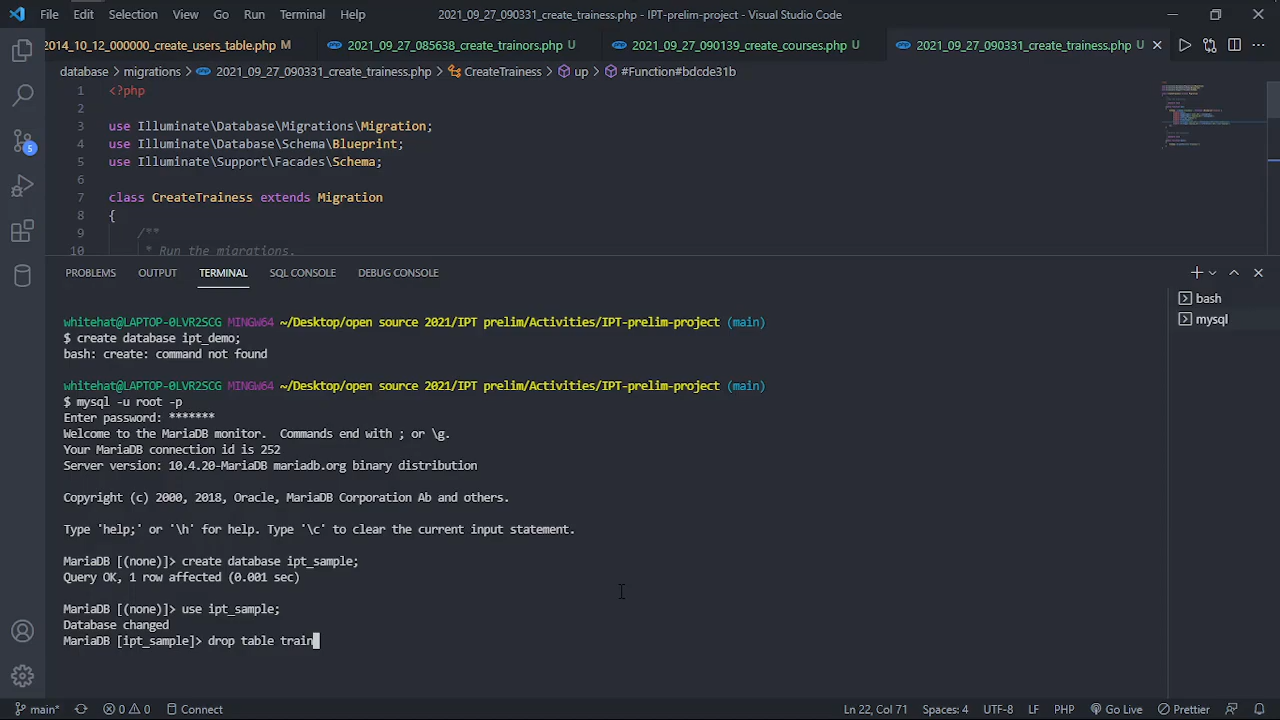 File Edit Selection View Go Run Terminal Help 2021_09_27_090331_create_trainess.php - IPT-prelim-project - Visual Studio Code
2014_10_12_000000_create_users_table.php M 2021_09_27_085638_create_trainors.php U 2021_09_27_090139_create_courses.php U 2021_09_27_090331_create_trainess.php U
database > migrations > 2021_09_27_090331_create_trainess.php > CreateTrainess > up > #Function#bdcde31b
1 <?php
2
3 use Illuminate\Database\Migrations\Migration;
4 use Illuminate\Database\Schema\Blueprint;
5 use Illuminate\Support\Facades\Schema;
6
7 class CreateTrainess extends Migration
8 {
9 /**
10 * Run the migrations.
5
PROBLEMS OUTPUT TERMINAL SQL CONSOLE DEBUG CONSOLE
bash
mysql
whitehat@LAPTOP-0LVR2SCG MINGW64 ~/Desktop/open source 2021/IPT prelim/Activities/IPT-prelim-project (main)
$ create database ipt_demo;
bash: create: command not found
whitehat@LAPTOP-0LVR2SCG MINGW64 ~/Desktop/open source 2021/IPT prelim/Activities/IPT-prelim-project (main)
$ mysql -u root -p
Enter password: *******
Welcome to the MariaDB monitor.  Commands end with ; or \g.
Your MariaDB connection id is 252
Server version: 10.4.20-MariaDB mariadb.org binary distribution
Copyright (c) 2000, 2018, Oracle, MariaDB Corporation Ab and others.
Type 'help;' or '\h' for help. Type '\c' to clear the current input statement.
MariaDB [(none)]> create database ipt_sample;
Query OK, 1 row affected (0.001 sec)
MariaDB [(none)]> use ipt_sample;
Database changed
MariaDB [ipt_sample]> drop table train
main* 0 0 Connect Ln 22, Col 71 Spaces: 4 UTF-8 LF PHP Go Live Prettier